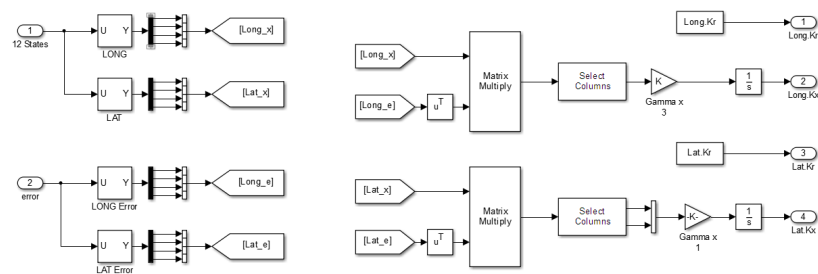 1
12 States
U Y
LONG
[Long_x]
U Y
LAT
[Lat_x]
2
error
U Y
LONG Error
[Long_e]
U Y
LAT Error
[Lat_e]
Long.Kr
1
Long.Kr
[Long_x]
[Long_e]
u^T
Matrix
Multiply
Select
Columns
K
Gamma x
3
1
s
2
Long.Kx
Lat.Kr
3
Lat.Kr
[Lat_x]
[Lat_e]
u^T
Matrix
Multiply
Select
Columns
-K-
Gamma x
1
1
s
4
Lat.Kx